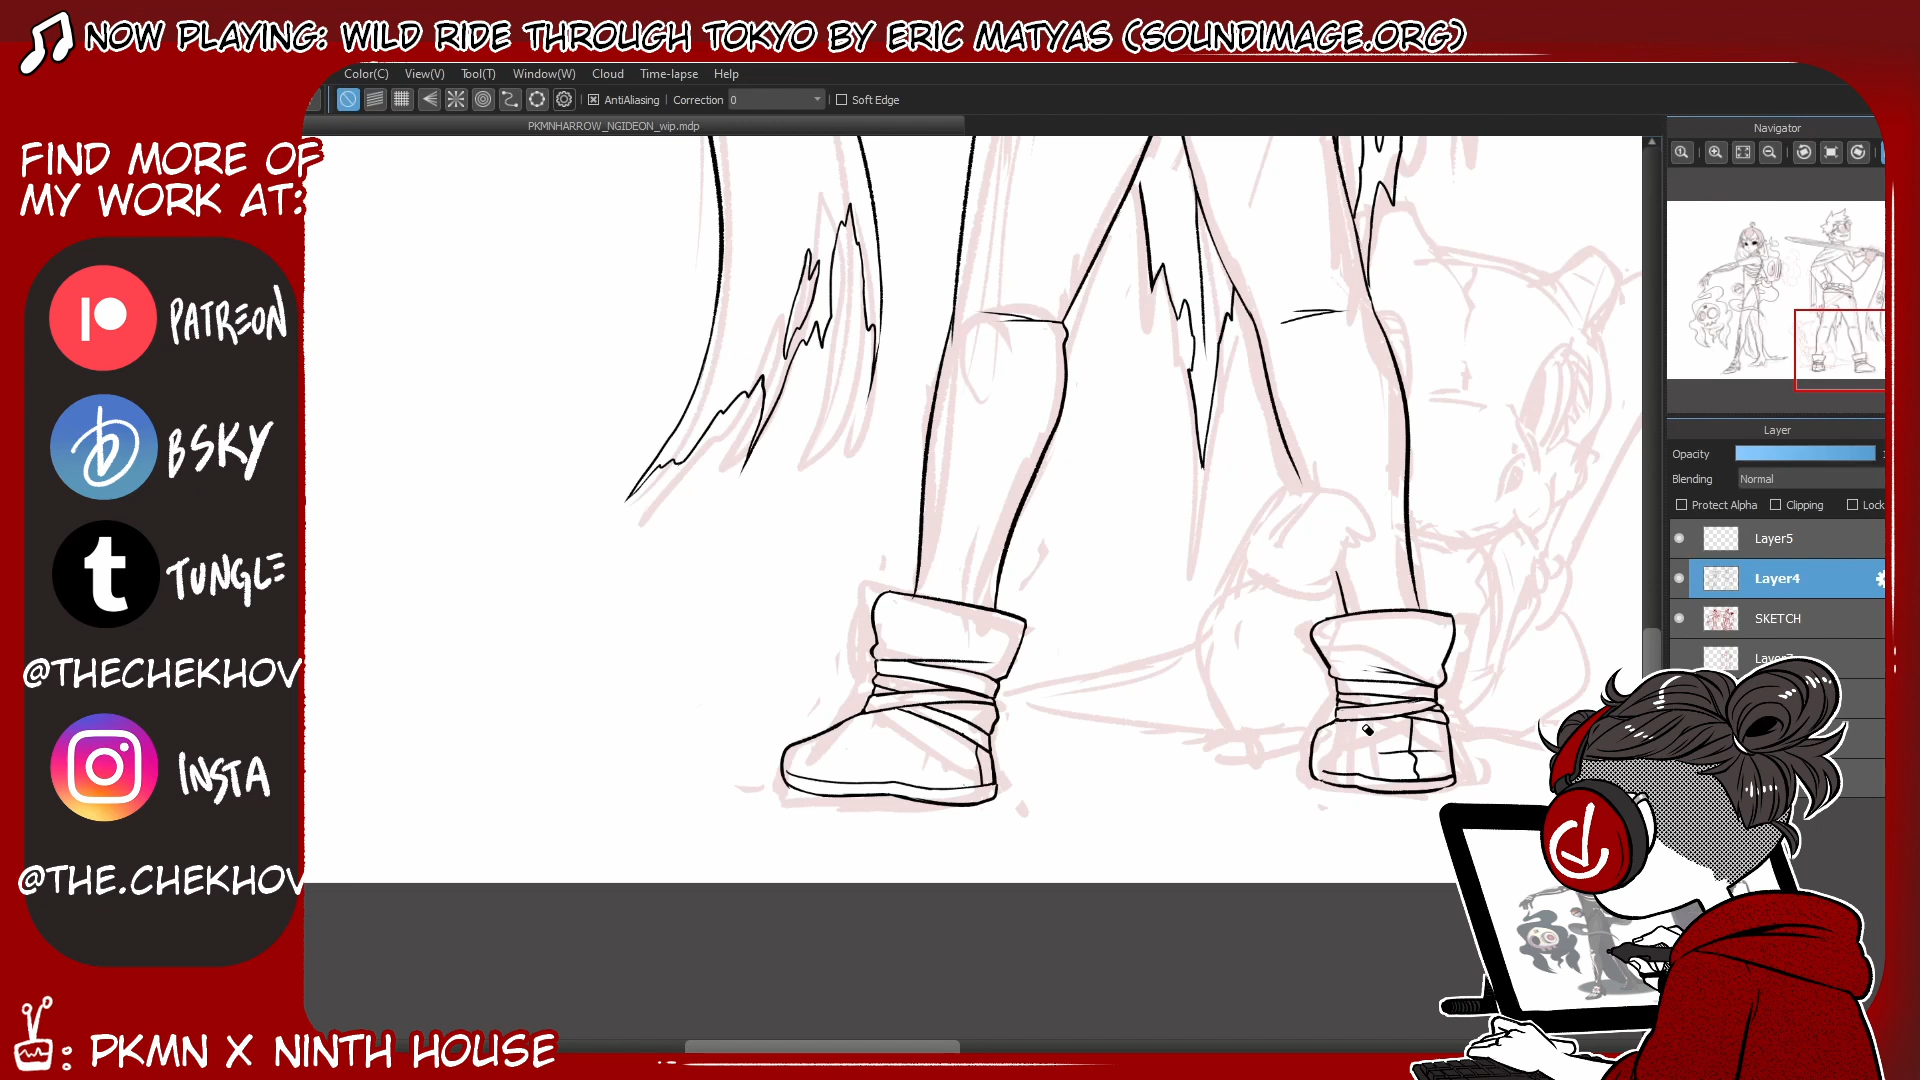 NOW PLAYING: WILD RIDE THROUGH TOKYO BY ERIC MATYAS (SOUNDIMAGE.ORG)
Color(C) View(V) Tool(T) Window(W) Cloud Time-lapse Help
AntiAliasing Correction 0 Soft Edge
PKMNHARROW_NGIDEON_wip.mdp
Navigator
FIND MORE OF
MY WORK AT:
PATREON
BSKY
TUNGLE
@THECHEKHOV
INSTA
@THE.CHEKHOV
Layer
Opacity
Blending Normal
Protect Alpha Clipping Lock
Layer5
Layer4
SKETCH
: PKMN X NINTH HOUSE